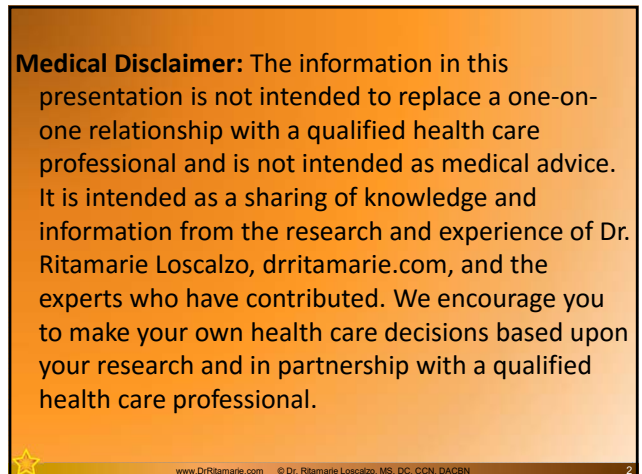 Medical Disclaimer: The information in this
presentation is not intended to replace a one-on-
one relationship with a qualified health care
professional and is not intended as medical advice.
It is intended as a sharing of knowledge and
information from the research and experience of Dr.
Ritamarie Loscalzo, drritamarie.com, and the
experts who have contributed. We encourage you
to make your own health care decisions based upon
your research and in partnership with a qualified
health care professional.
www.DrRitamarie.com © Dr. Ritamarie Loscalzo, MS, DC, CCN, DACBN 2